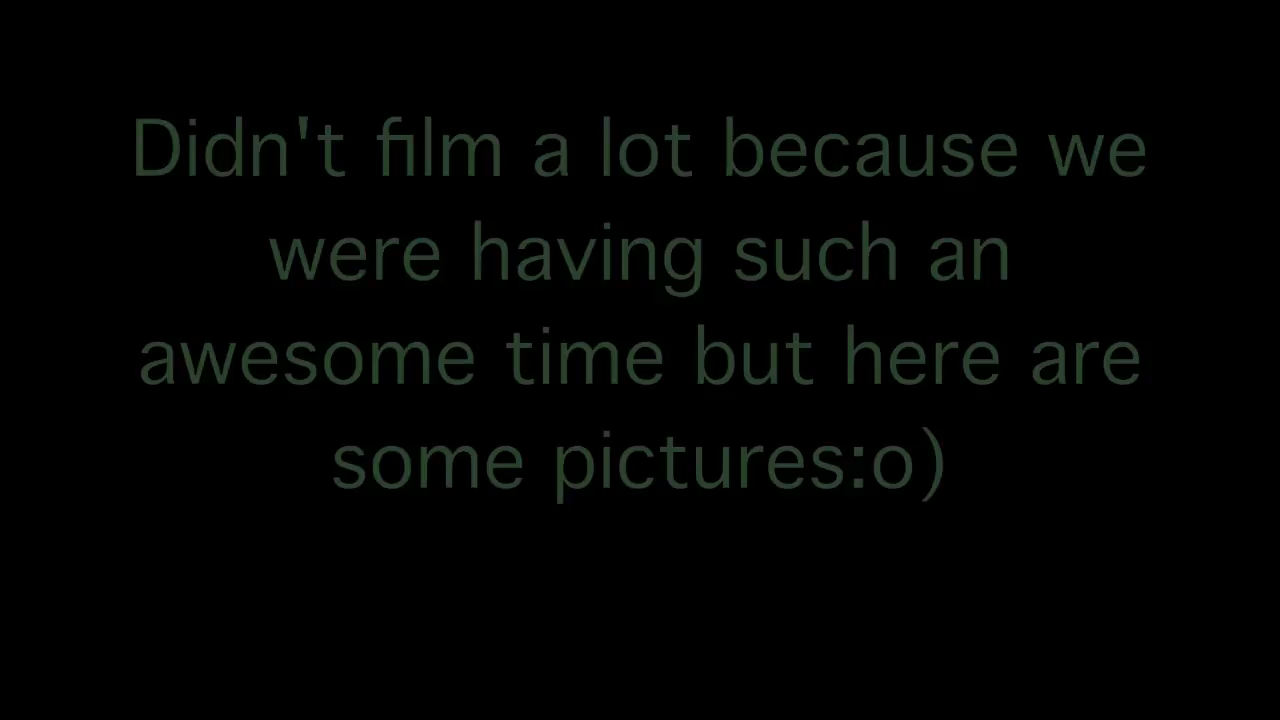 Didn't film a lot because we
were having such an
awesome time but here are
some pictures:o)